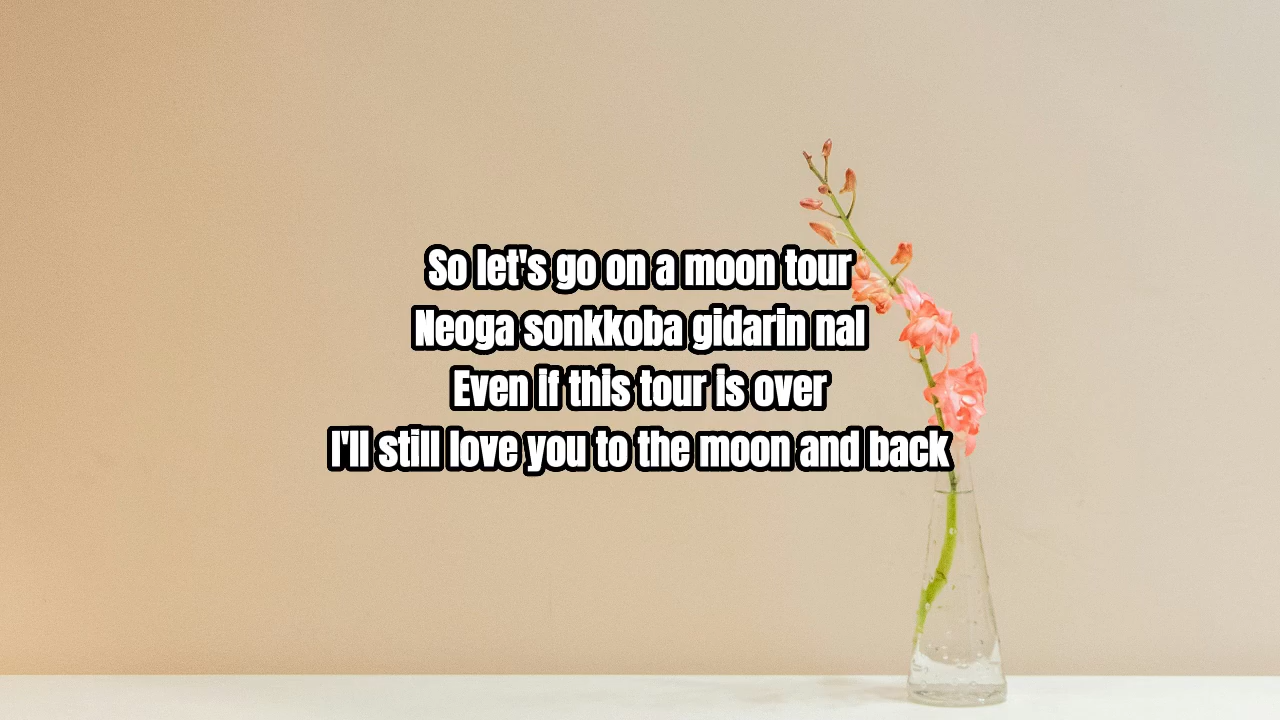 So let's go on a moon tour
Neoga sonkkoba gidarin nal
Even if this tour is over
I'll still love you to the moon and back